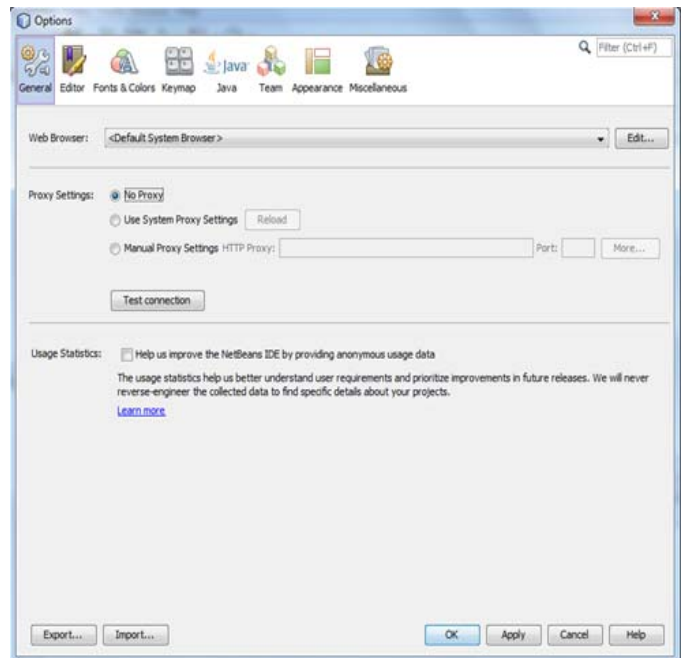 Options
Filter (Ctrl+F)
General Editor Fonts & Colors Keymap Java Team Appearance Miscellaneous
Java
Web Browser: <Default System Browser> Edit...
Proxy Settings: No Proxy
Use System Proxy Settings Reload
Manual Proxy Settings HTTP Proxy: Port: More...
Test connection
Usage Statistics: Help us improve the NetBeans IDE by providing anonymous usage data
The usage statistics help us better understand user requirements and prioritize improvements in future releases. We will never
reverse-engineer the collected data to find specific details about your projects.
Learn more
Export... Import... OK Apply Cancel Help